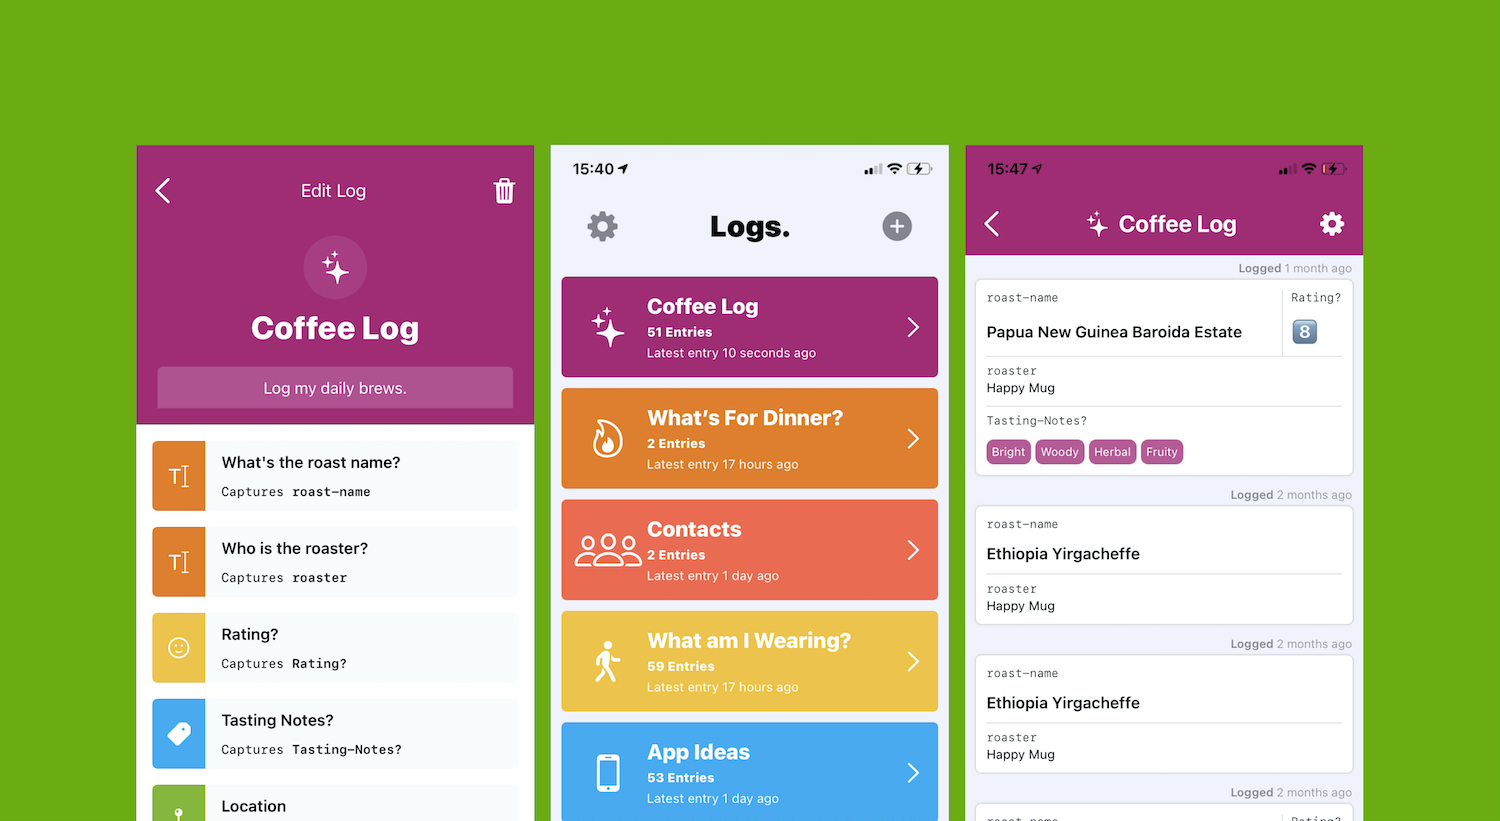 Edit Log
Coffee Log
Log my daily brews.
What's the roast name?
Captures roast-name
Who is the roaster?
Captures roaster
Rating?
Captures Rating?
Tasting Notes?
Captures Tasting-Notes?
Location
15:40
Logs.
Coffee Log
51 Entries
Latest entry 10 seconds ago
What’s For Dinner?
2 Entries
Latest entry 17 hours ago
Contacts
2 Entries
Latest entry 1 day ago
What am I Wearing?
59 Entries
Latest entry 17 hours ago
App Ideas
53 Entries
Latest entry 1 day ago
15:47
Coffee Log
Logged 1 month ago
roast-name Rating?
Papua New Guinea Baroida Estate 8
roaster
Happy Mug
Tasting-Notes?
Bright Woody Herbal Fruity
Logged 2 months ago
roast-name
Ethiopia Yirgacheffe
roaster
Happy Mug
Logged 2 months ago
roast-name
Ethiopia Yirgacheffe
roaster
Happy Mug
Logged 2 months ago
roast-name Rating?